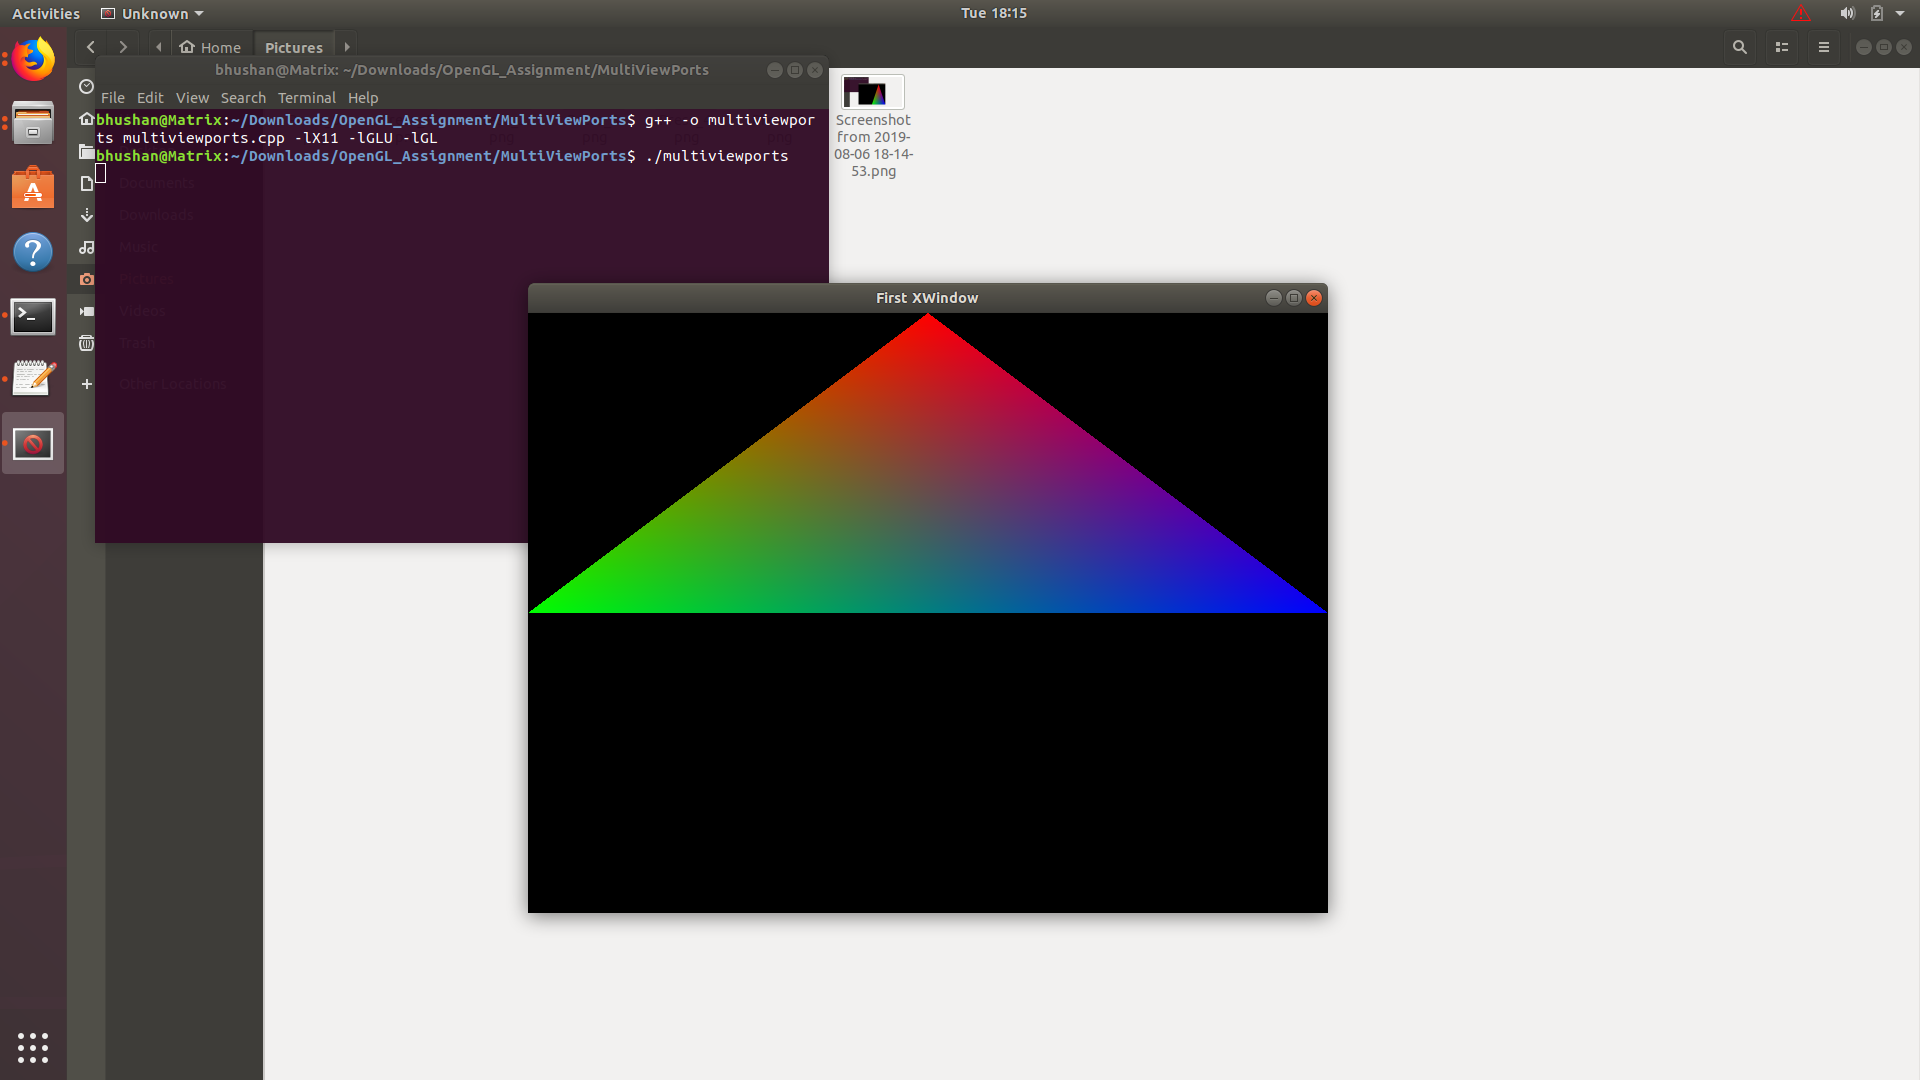 Activities Unknown Tue 18:15
Home Pictures
bhushan@Matrix: ~/Downloads/OpenGL_Assignment/MultiViewPorts
File Edit View Search Terminal Help
bhushan@Matrix:~/Downloads/OpenGL_Assignment/MultiViewPorts$ g++ -o multiviewpor
ts multiviewports.cpp -lX11 -lGLU -lGL
bhushan@Matrix:~/Downloads/OpenGL_Assignment/MultiViewPorts$ ./multiviewports
Documents
Downloads
Music
Pictures
Videos
Trash
Other Locations
Screenshot
from 2019-
08-06 18-14-
53.png
First XWindow